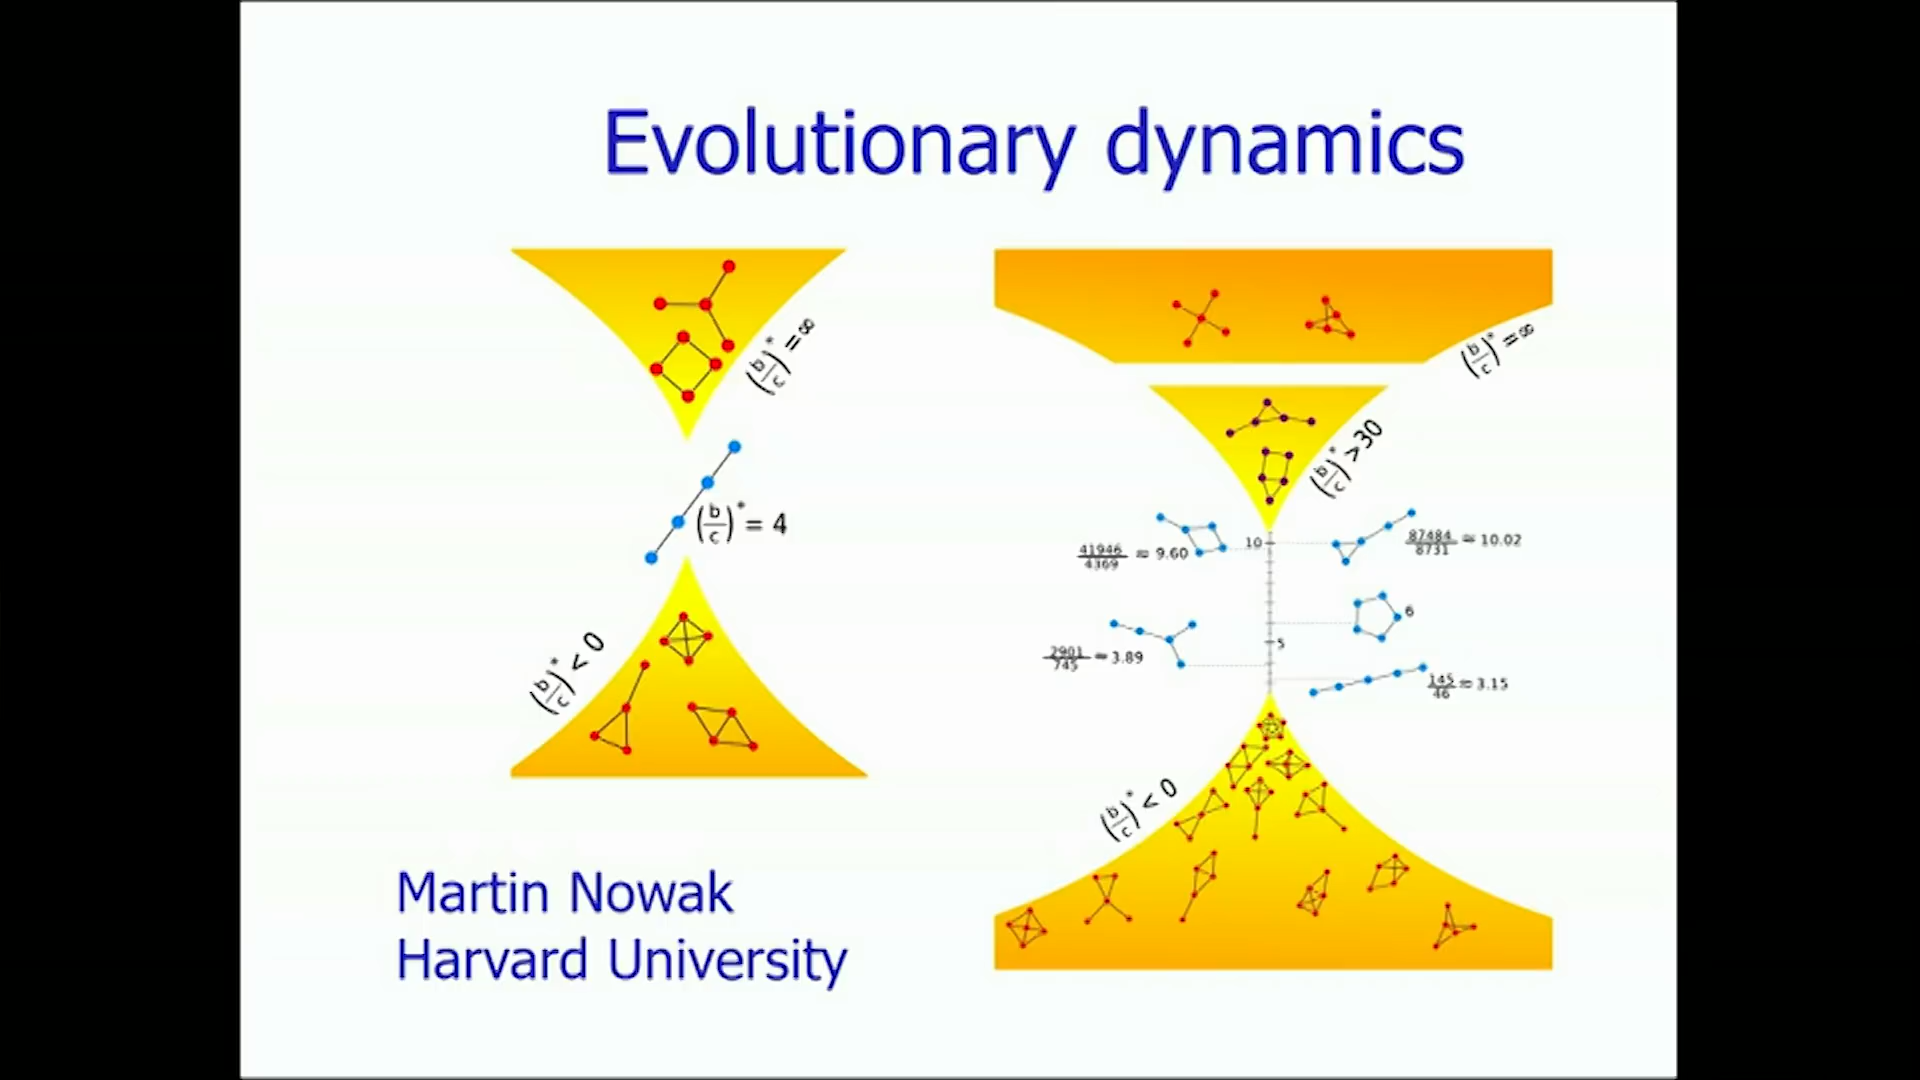 Evolutionary dynamics
(b/c)* = ∞
(b/c)* = 4
(b/c)* < 0
(b/c)* = ∞
(b/c)* > 30
41946/4369 ≈ 9.60
10
87484/8731 ≈ 10.02
6
5
2901/745 ≈ 3.89
145/46 ≈ 3.15
(b/c)* < 0
Martin Nowak
Harvard University